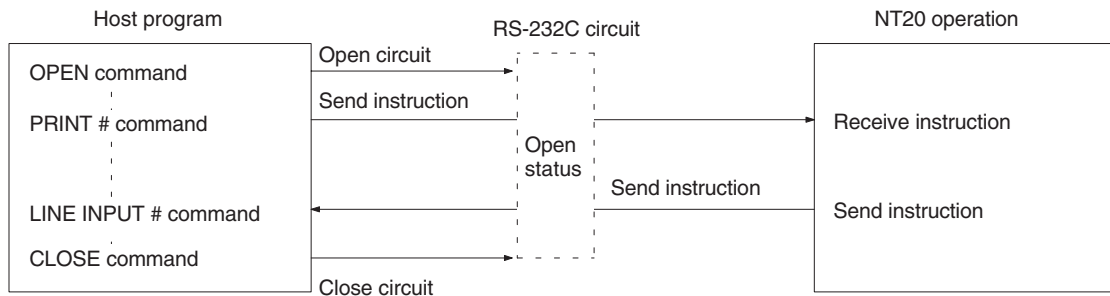 Host program
RS-232C circuit
NT20 operation
OPEN command
Open circuit
PRINT # command
Send instruction
Receive instruction
Open
status
LINE INPUT # command
Send instruction
Send instruction
CLOSE command
Close circuit